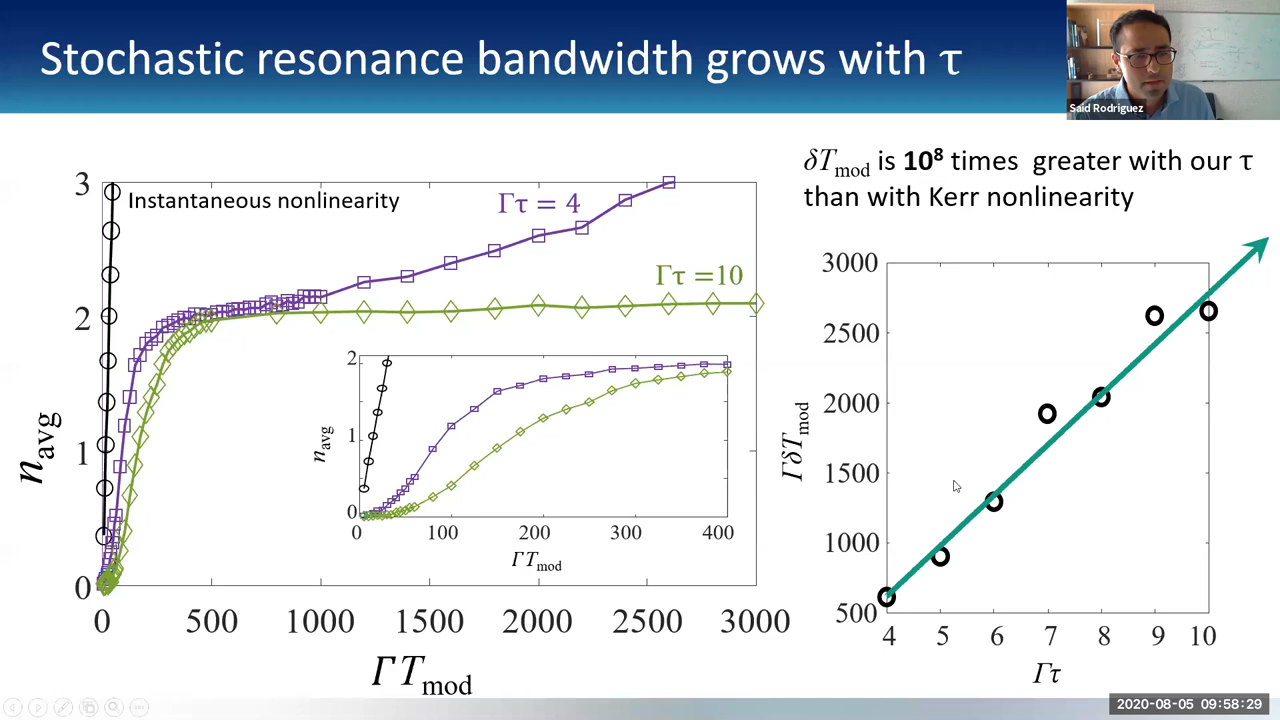 Stochastic resonance bandwidth grows with τ
Said Rodriguez
δT_mod is 10⁸ times greater with our τ
than with Kerr nonlinearity
Instantaneous nonlinearity
Γτ = 4
Γτ =10
n_avg
3
2
1
0
0
500
1000
1500
2000
2500
3000
ΓT_mod
n_avg
2
1
0
0
100
200
300
400
ΓT_mod
ΓδT_mod
3000
2500
2000
1500
1000
500
4
5
6
7
8
9
10
Γτ
2020-08-05 09:58:29